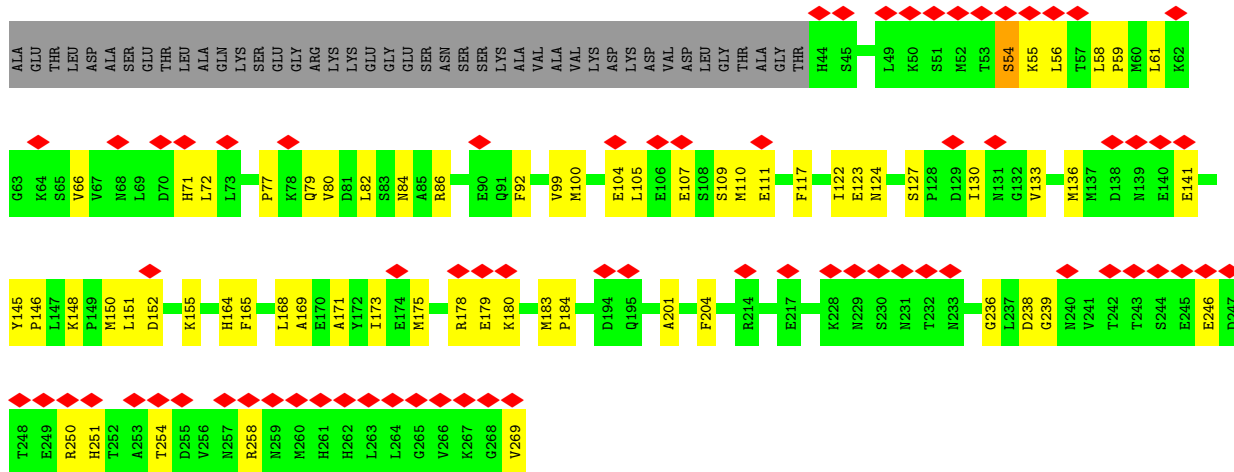 ALA GLU THR LEU ASP ALA SER GLU THR LEU ALA GLN LYS SER GLU GLY ARG LYS LYS GLU GLY GLU SER ASN SER SER LYS ALA VAL ALA VAL LYS ASP LYS ASP VAL ASP LEU GLY THR ALA GLY THR H44 S45 L49 K50 S51 M52 T53 S54 K55 L56 T57 L58 P59 M60 L61 K62
G63 K64 S65 V66 V67 N68 L69 D70 H71 L72 L73 P77 K78 Q79 V80 D81 L82 S83 N84 A85 R86 E90 Q91 F92 V99 M100 E104 L105 E106 E107 S108 S109 M110 E111 F117 I122 E123 N124 S127 P128 D129 I130 N131 G132 V133 M136 M137 D138 N139 E140 E141
Y145 P146 L147 K148 P149 M150 L151 D152 K155 H164 F165 L168 A169 E170 A171 Y172 I173 E174 M175 R178 E179 K180 M183 P184 D194 Q195 A201 F204 R214 E217 K228 N229 S230 N231 T232 N233 G236 L237 D238 G239 N240 V241 T242 T243 S244 E245 E246 D247
T248 E249 R250 H251 T252 A253 T254 D255 V256 N257 R258 N259 M260 H261 H262 L263 L264 G265 V266 K267 G268 V269